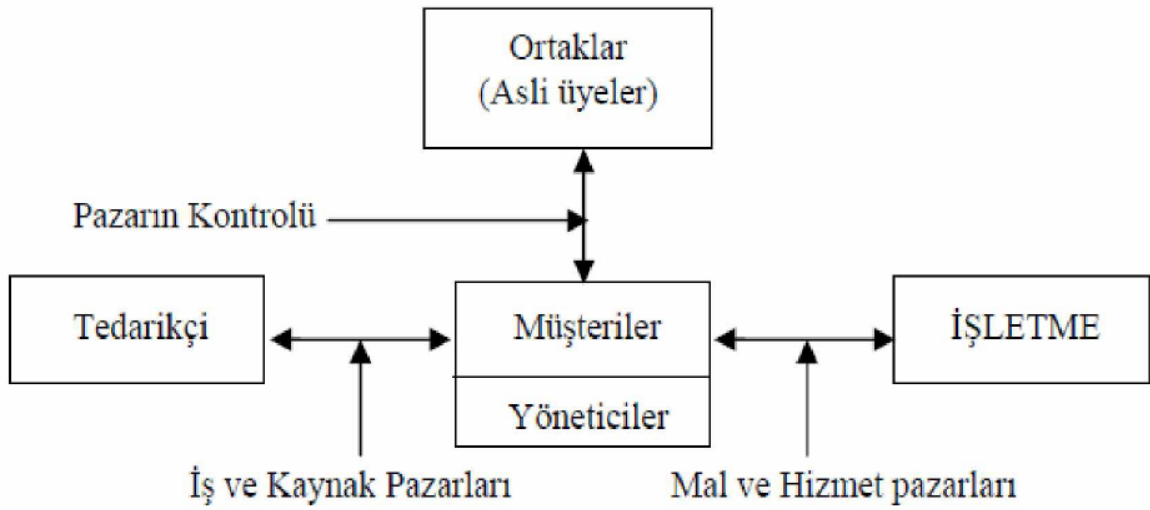 Ortaklar
(Asli üyeler)
Pazarın Kontrolü
Tedarikçi
Müşteriler
İŞLETME
Yöneticiler
İş ve Kaynak Pazarları
Mal ve Hizmet pazarları